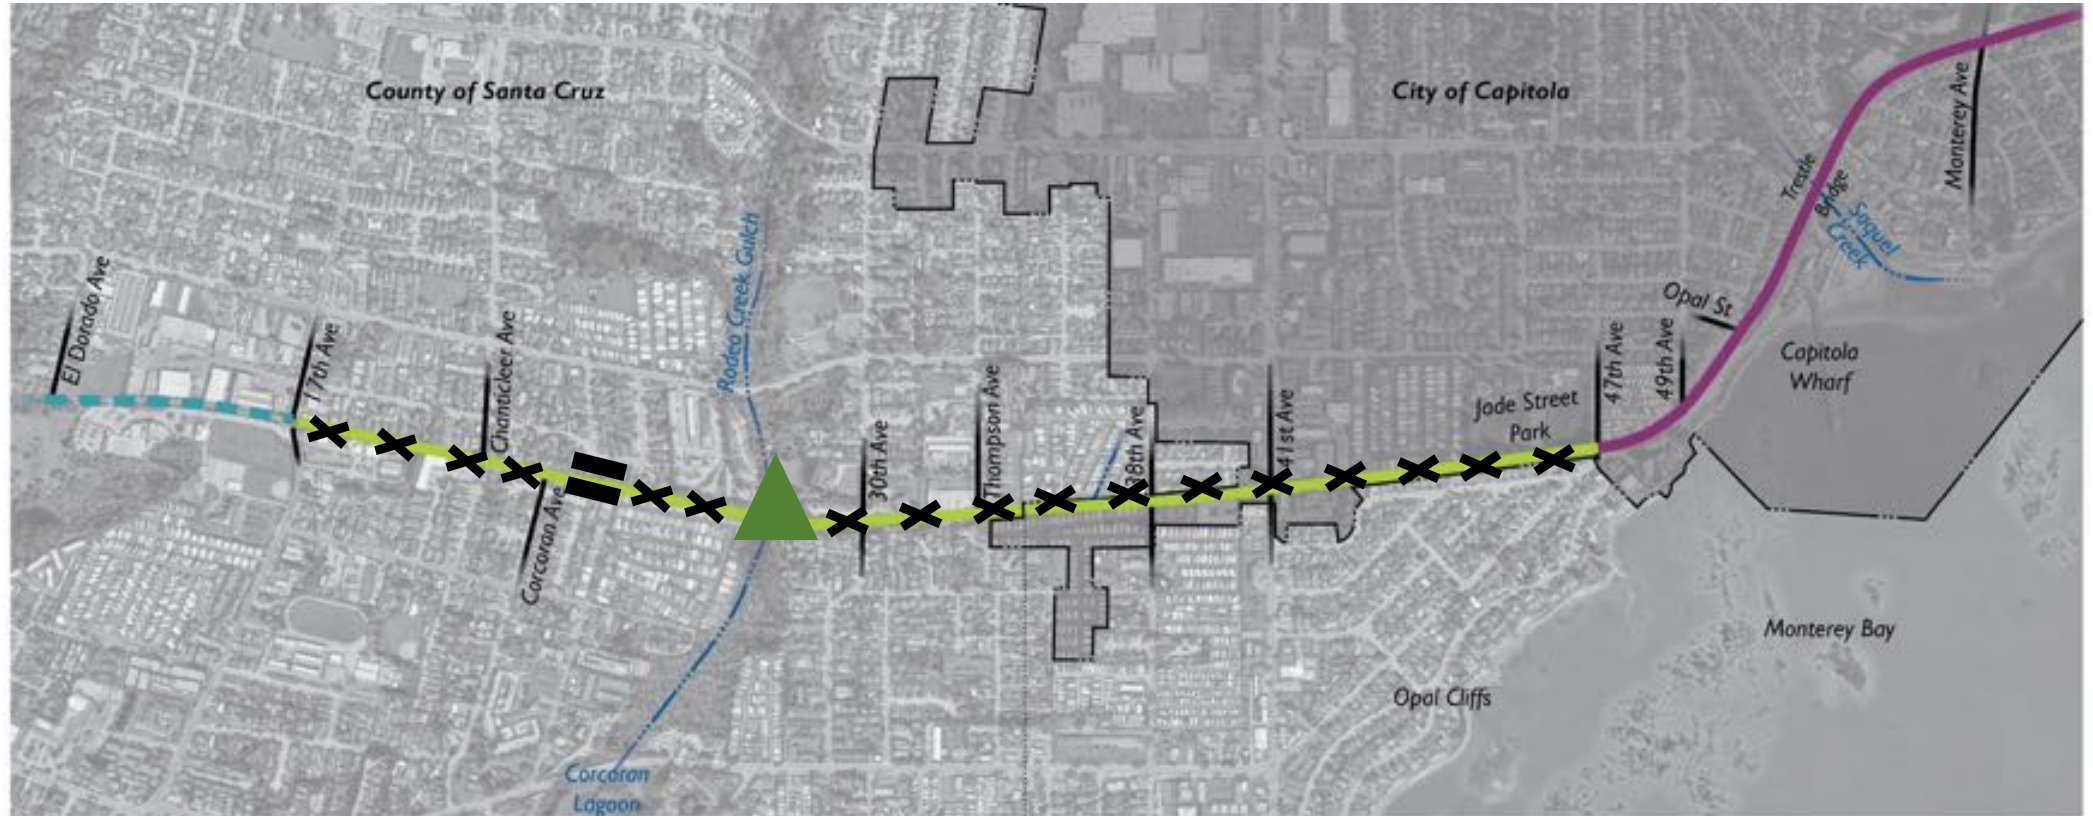 County of Santa Cruz
City of Capitola
Monterey Ave
Trestle
Bridge
Soquel
Creek
Rodeo Creek Gulch
El Dorado Ave
17th Ave
Chanticleer Ave
Opal St
47th Ave
49th Ave
Capitola
Wharf
Jade Street
Park
30th Ave
Thompson Ave
38th Ave
41st Ave
Corcoran Ave
Monterey Bay
Opal Cliffs
Corcoran
Lagoon